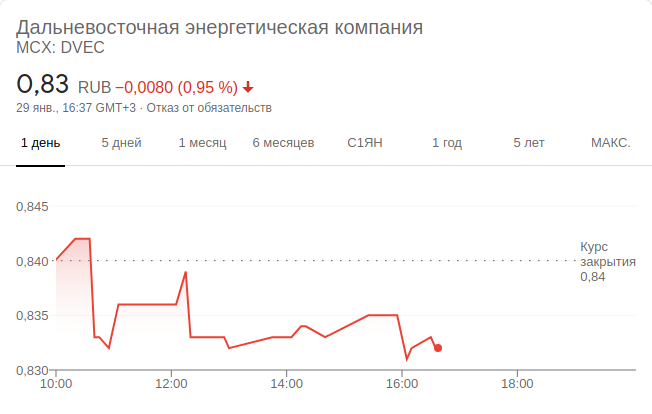 Дальневосточная энергетическая компания
MCX: DVEC
0,83 RUB −0,0080 (0,95 %)
29 янв., 16:37 GMT+3 · Отказ от обязательств
1 день 5 дней 1 месяц 6 месяцев С1ЯН 1 год 5 лет МАКС.
0,845
Курс
0,840 закрытия
0,84
0,835
0,830
10:00 12:00 14:00 16:00 18:00